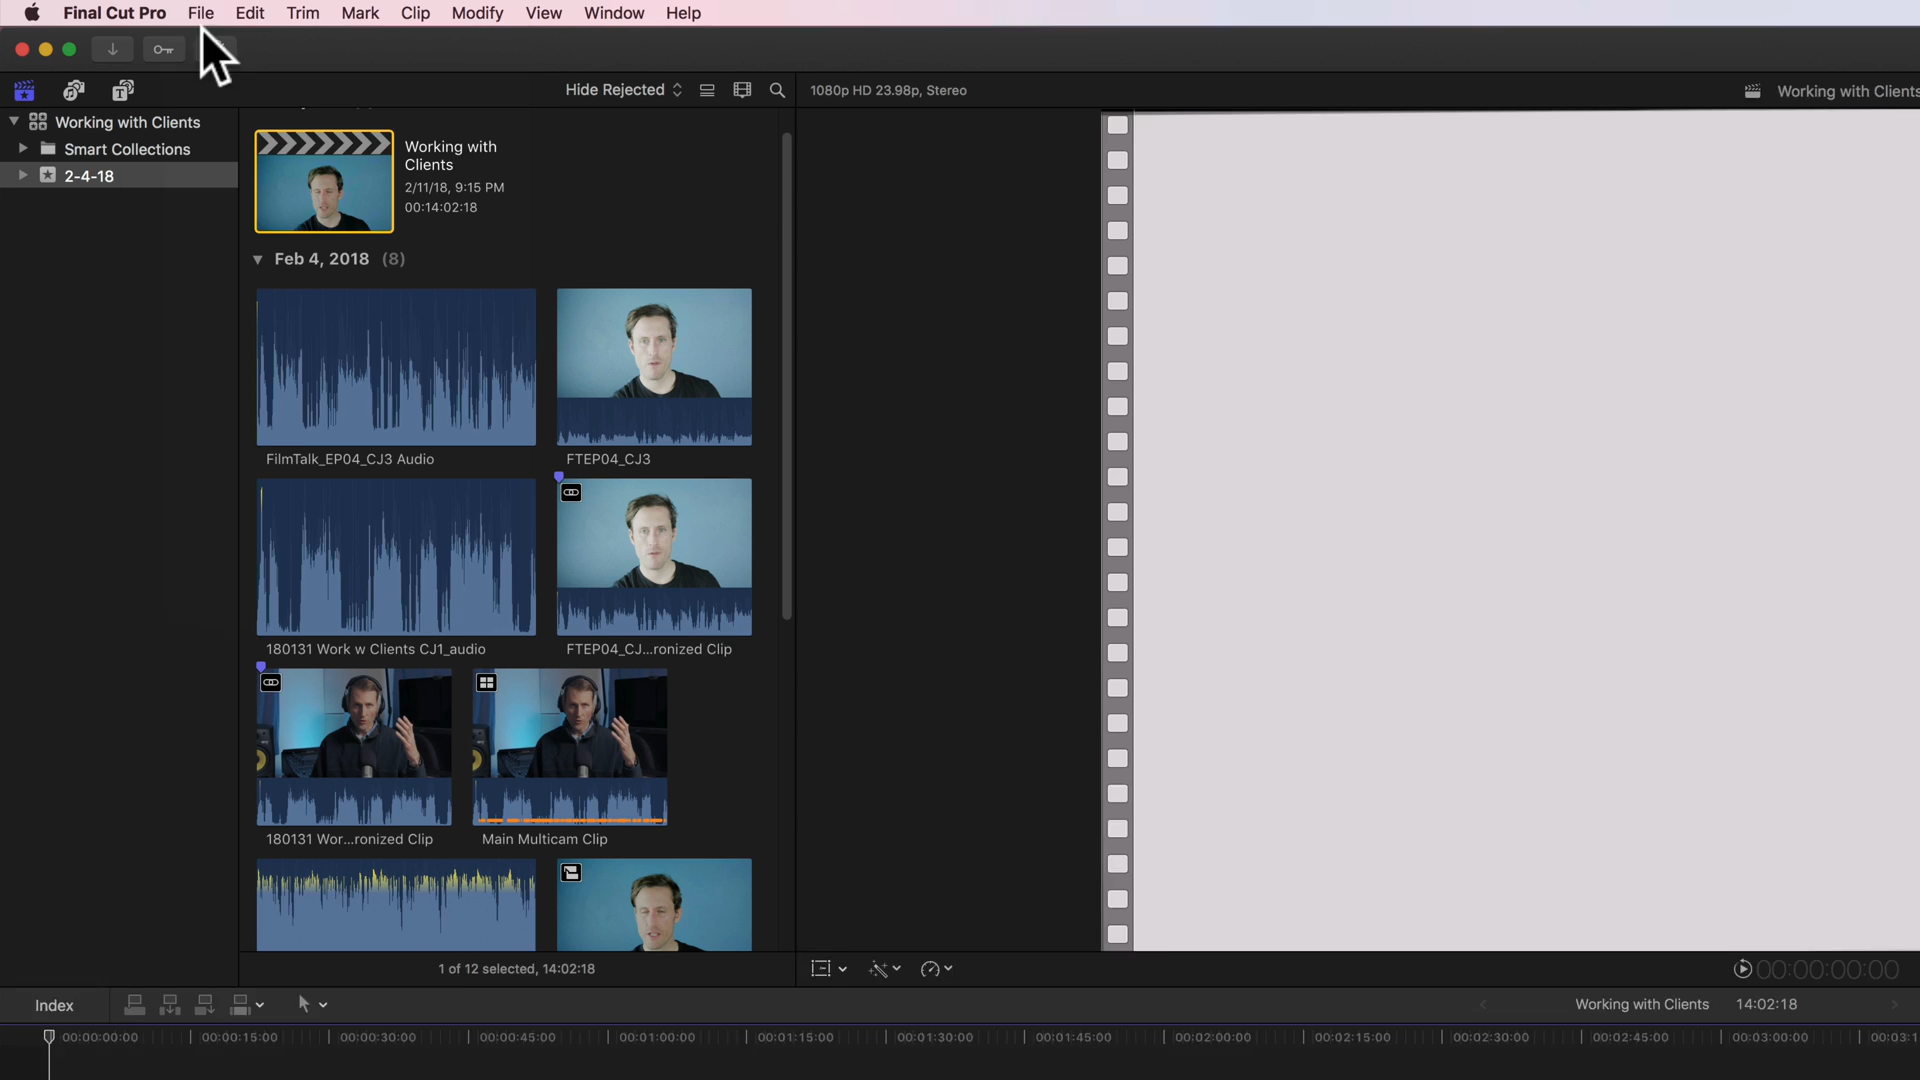 Final Cut Pro File Edit Trim Mark Clip Modify View Window Help
Hide Rejected
1080p HD 23.98p, Stereo
Working with Clients
Working with Clients
Smart Collections
2-4-18
Working with
Clients
2/11/18, 9:15 PM
00:14:02:18
Feb 4, 2018 (8)
FilmTalk_EP04_CJ3 Audio
FTEP04_CJ3
180131 Work w Clients CJ1_audio
FTEP04_CJ...ronized Clip
180131 Wor...ronized Clip
Main Multicam Clip
1 of 12 selected, 14:02:18
00:00:00:00
Index
Working with Clients 14:02:18
00:00:00:00 00:00:15:00 00:00:30:00 00:00:45:00 00:01:00:00 00:01:15:00 00:01:30:00 00:01:45:00 00:02:00:00 00:02:15:00 00:02:30:00 00:02:45:00 00:03:00:00 00:03:1